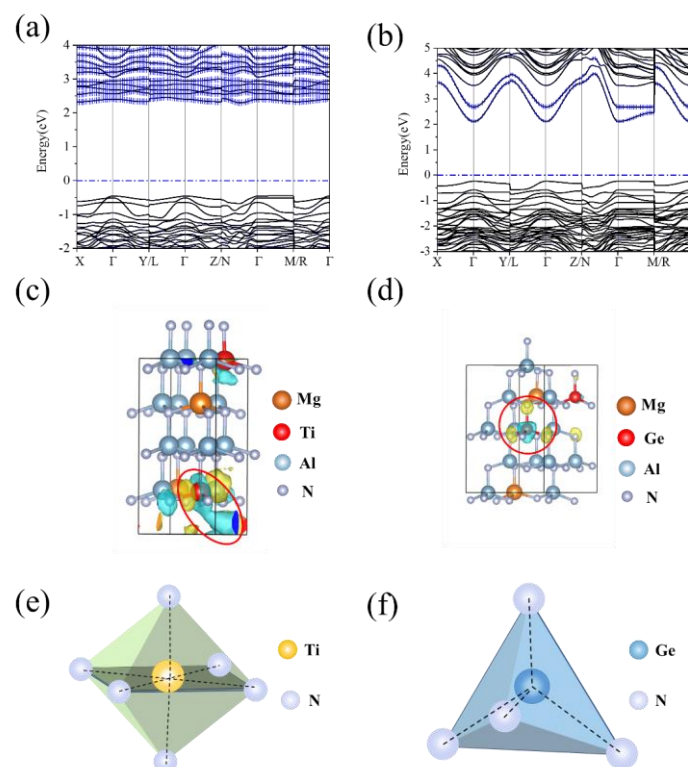 (a)
4
3
2
1
0
-1
-2
Energy(eV)
X Γ Y/L Γ Z/N Γ M/R Γ
(b)
5
4
3
2
1
0
-1
-2
-3
Energy(eV)
X Γ Y/L Γ Z/N Γ M/R
(c)
Mg
Ti
Al
N
(d)
Mg
Ge
Al
N
(e)
Ti
N
(f)
Ge
N